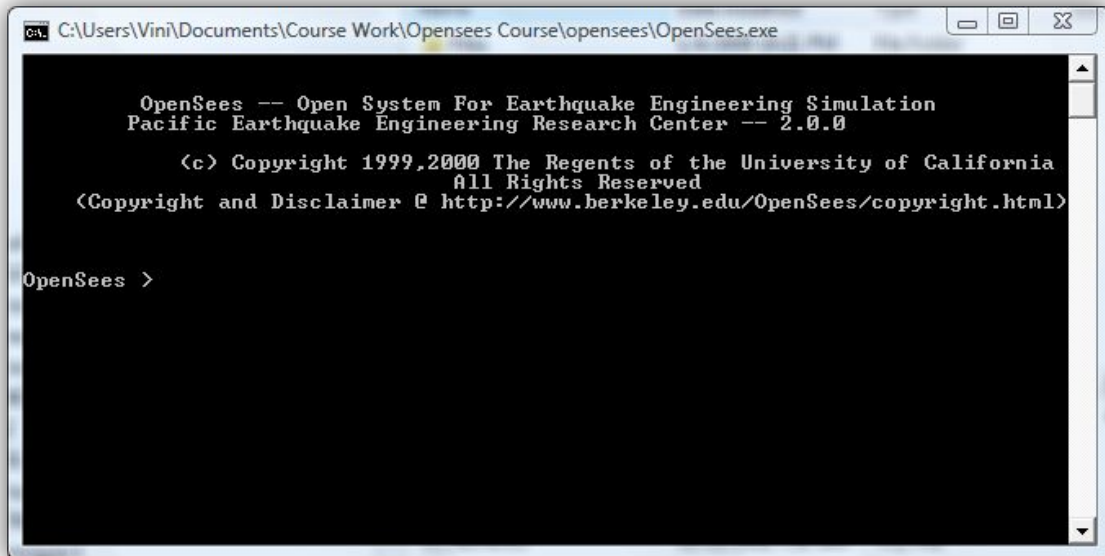 C:\Users\Vini\Documents\Course Work\Opensees Course\opensees\OpenSees.exe
OpenSees -- Open System For Earthquake Engineering Simulation
Pacific Earthquake Engineering Research Center -- 2.0.0
(c) Copyright 1999,2000 The Regents of the University of California
All Rights Reserved
(Copyright and Disclaimer @ http://www.berkeley.edu/OpenSees/copyright.html)
OpenSees >